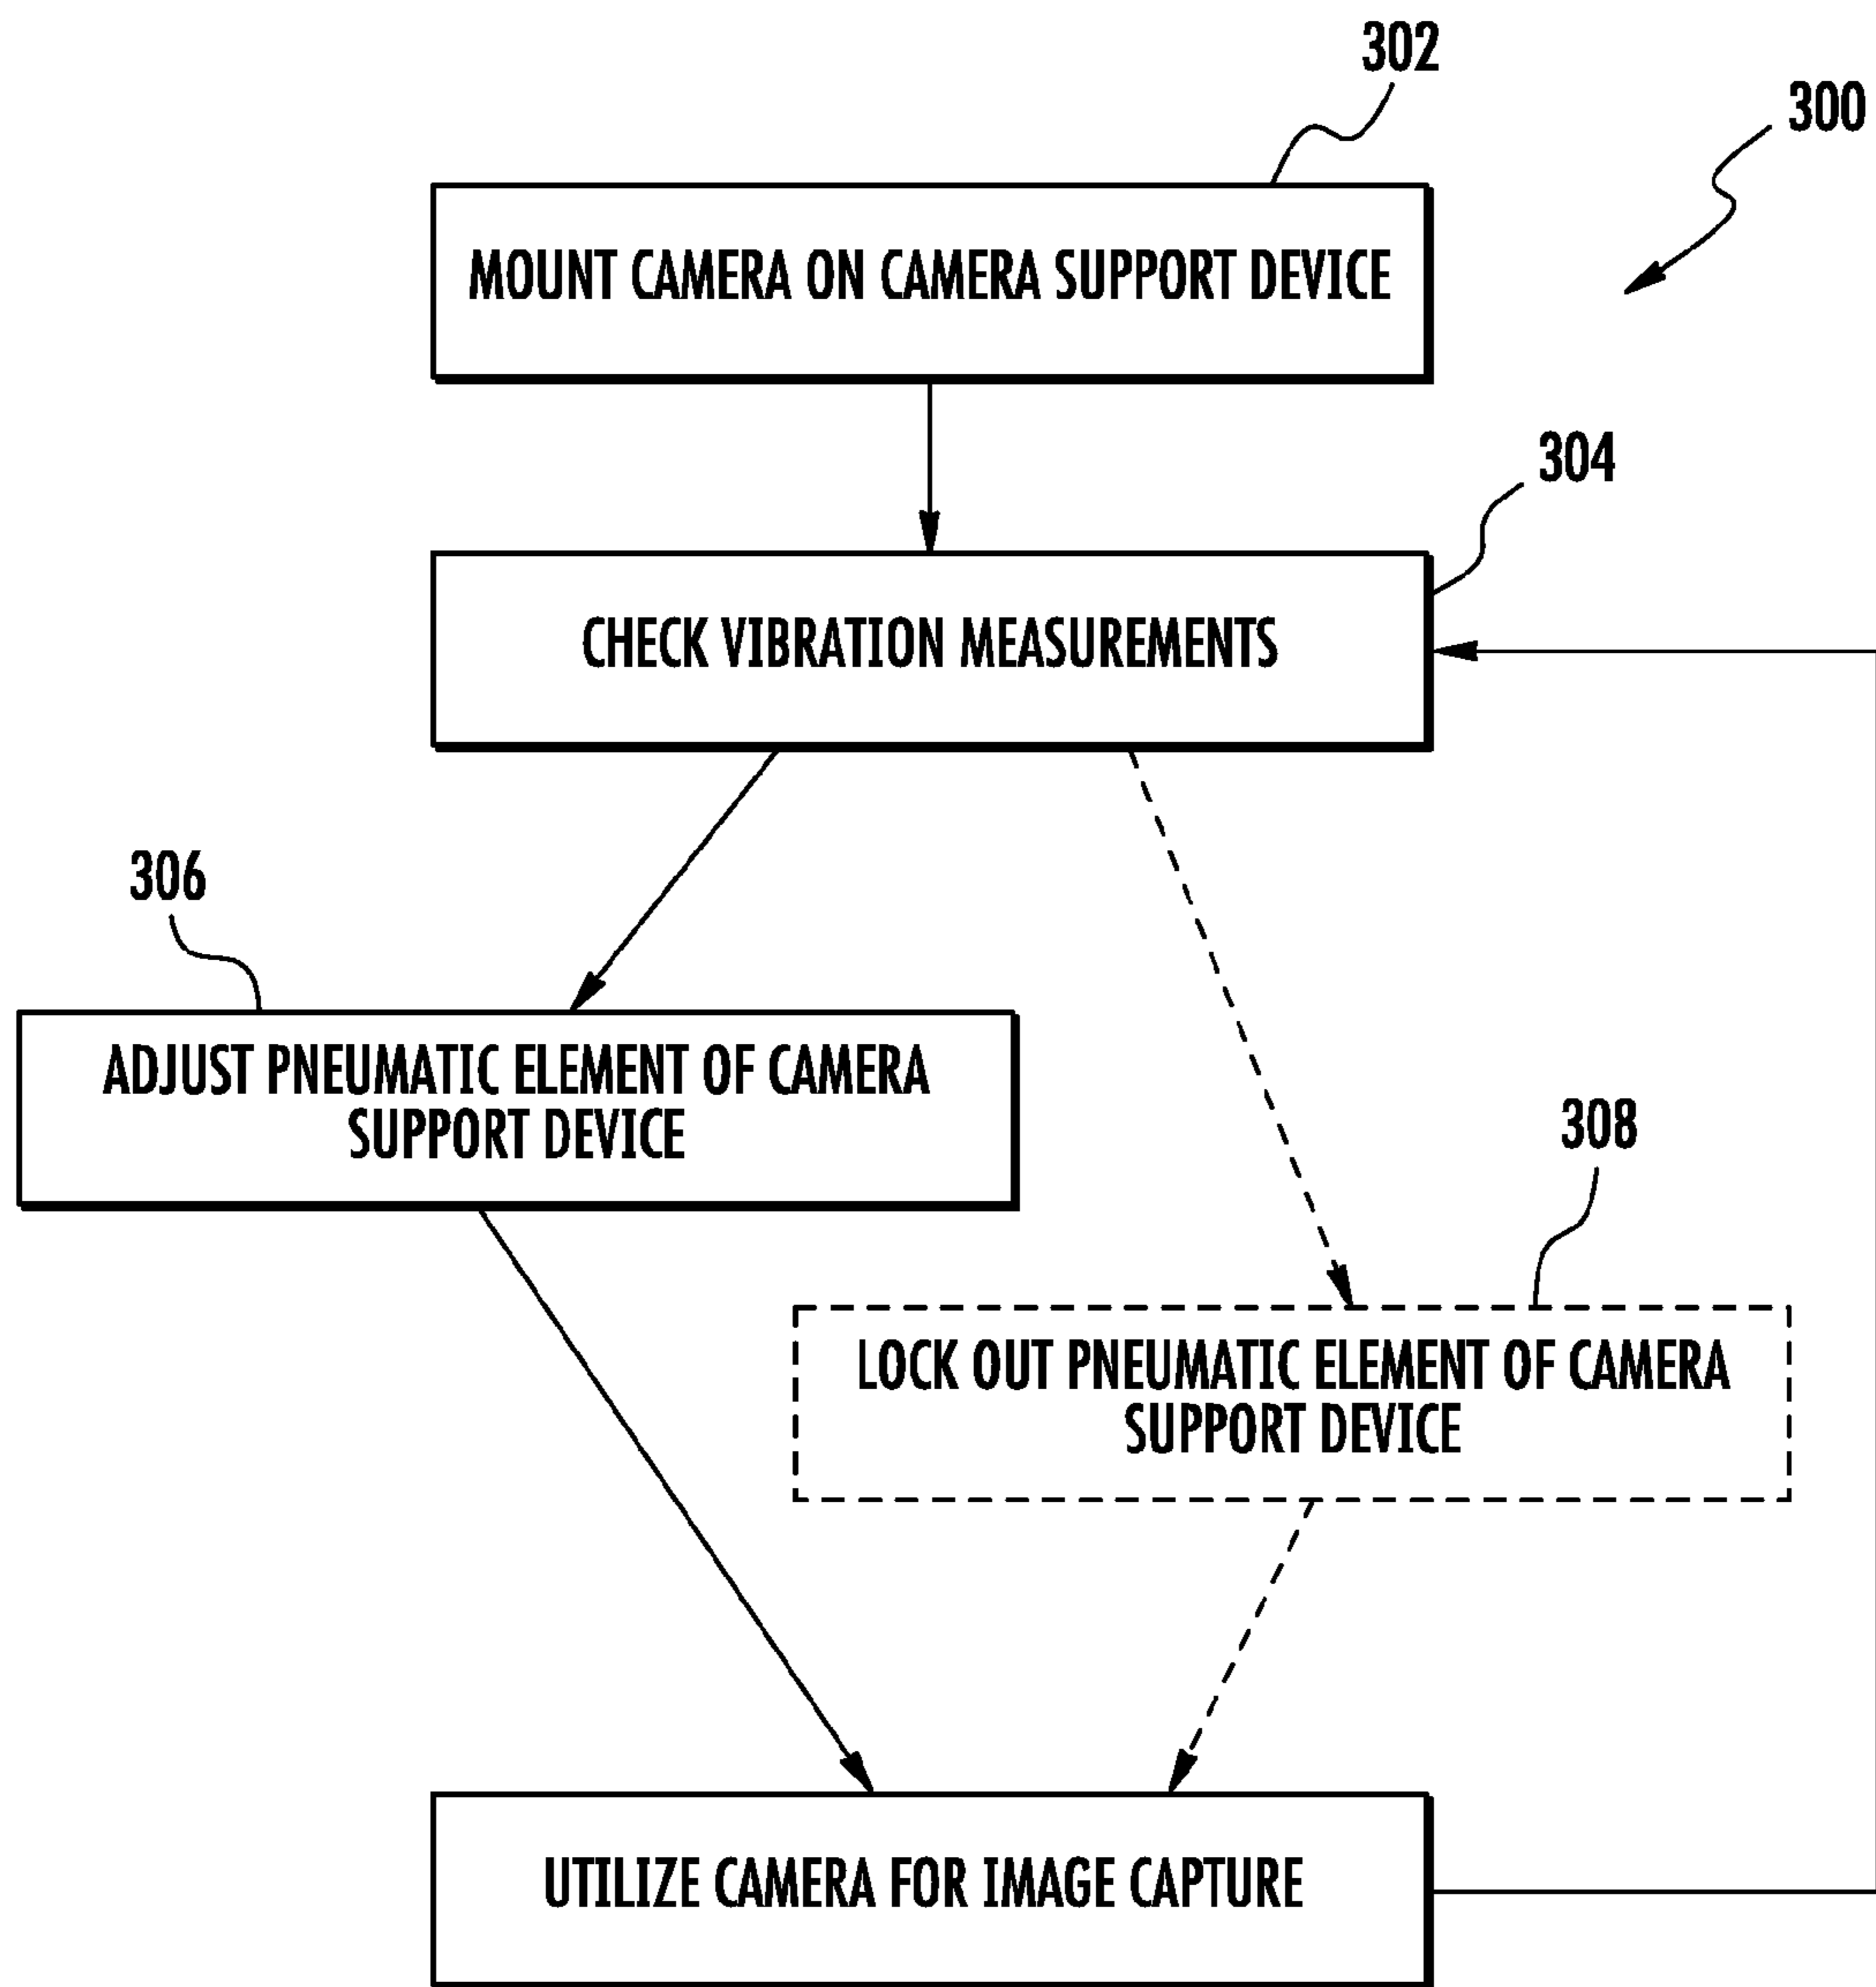 302
300
MOUNT CAMERA ON CAMERA SUPPORT DEVICE
304
CHECK VIBRATION MEASUREMENTS
306
ADJUST PNEUMATIC ELEMENT OF CAMERA
SUPPORT DEVICE
308
LOCK OUT PNEUMATIC ELEMENT OF CAMERA
SUPPORT DEVICE
UTILIZE CAMERA FOR IMAGE CAPTURE